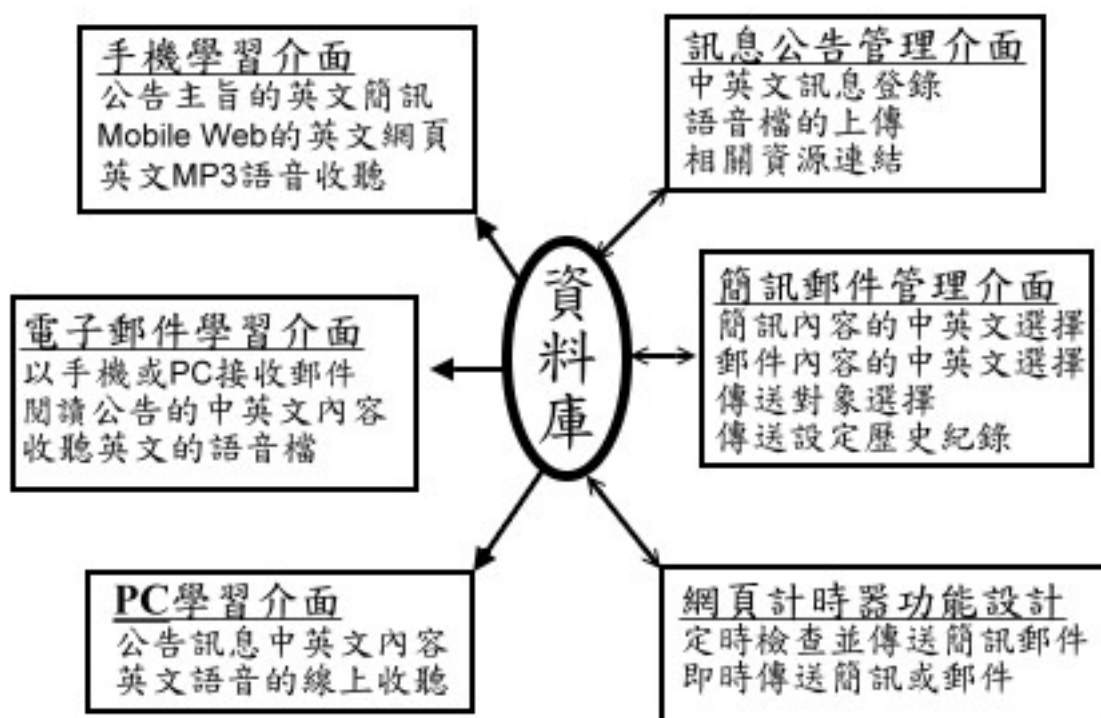 手機學習介面
公告主旨的英文簡訊
Mobile Web的英文網頁
英文MP3語音收聽
訊息公告管理介面
中英文訊息登錄
語音檔的上傳
相關資源連結
資料庫
電子郵件學習介面
以手機或PC接收郵件
閱讀公告的中英文內容
收聽英文的語音檔
簡訊郵件管理介面
簡訊內容的中英文選擇
郵件內容的中英文選擇
傳送對象選擇
傳送設定歷史紀錄
PC學習介面
公告訊息中英文內容
英文語音的線上收聽
網頁計時器功能設計
定時檢查並傳送簡訊郵件
即時傳送簡訊或郵件